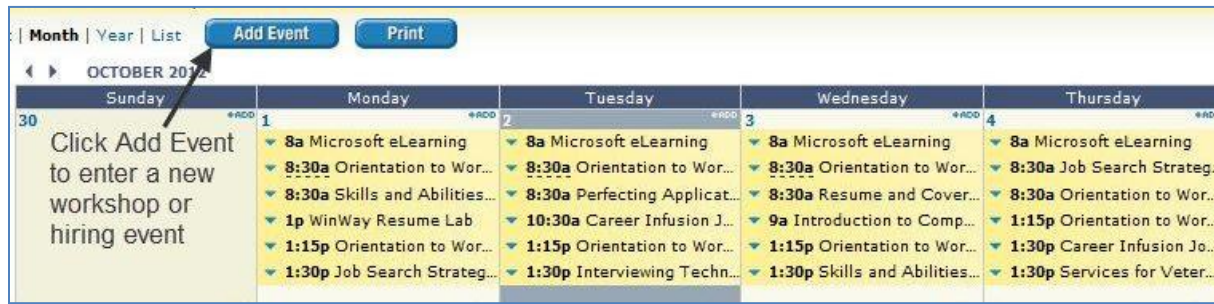 | Month | Year | List Add Event Print
OCTOBER 2012
Sunday Monday Tuesday Wednesday Thursday
30 +ADD 1 +ADD 2 +ADD 3 +ADD 4
Click Add Event
to enter a new
workshop or
hiring event
8a Microsoft eLearning
8:30a Orientation to Wor...
8:30a Skills and Abilities...
1p WinWay Resume Lab
1:15p Orientation to Wor...
1:30p Job Search Strateg...
8a Microsoft eLearning
8:30a Orientation to Wor...
8:30a Perfecting Applicat...
10:30a Career Infusion J...
1:15p Orientation to Wor...
1:30p Interviewing Techn...
8a Microsoft eLearning
8:30a Orientation to Wor...
8:30a Resume and Cover...
9a Introduction to Comp...
1:15p Orientation to Wor...
1:30p Skills and Abilities...
8a Microsoft eLearning
8:30a Job Search Strateg.
8:30a Orientation to Wor..
1:15p Orientation to Wor..
1:30p Career Infusion Jo..
1:30p Services for Veter..